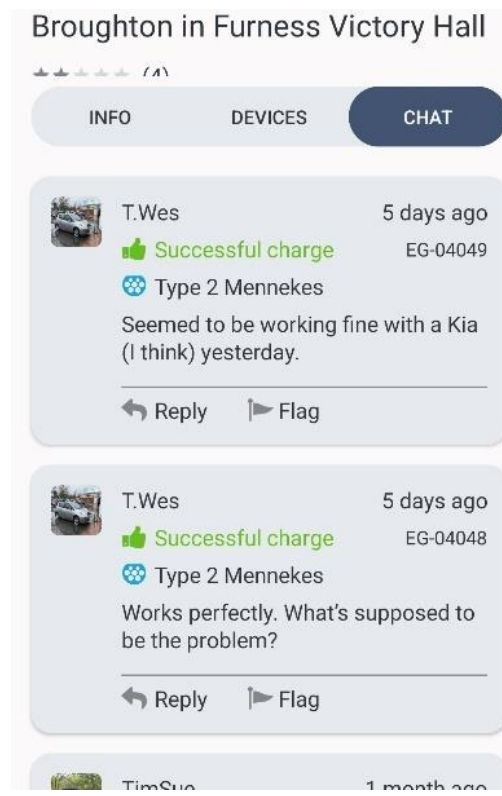 Broughton in Furness Victory Hall
(4)
INFO DEVICES CHAT
T.Wes 5 days ago
Successful charge EG-04049
Type 2 Mennekes
Seemed to be working fine with a Kia
(I think) yesterday.
Reply Flag
T.Wes 5 days ago
Successful charge EG-04048
Type 2 Mennekes
Works perfectly. What's supposed to
be the problem?
Reply Flag
TimSue 1 month ago